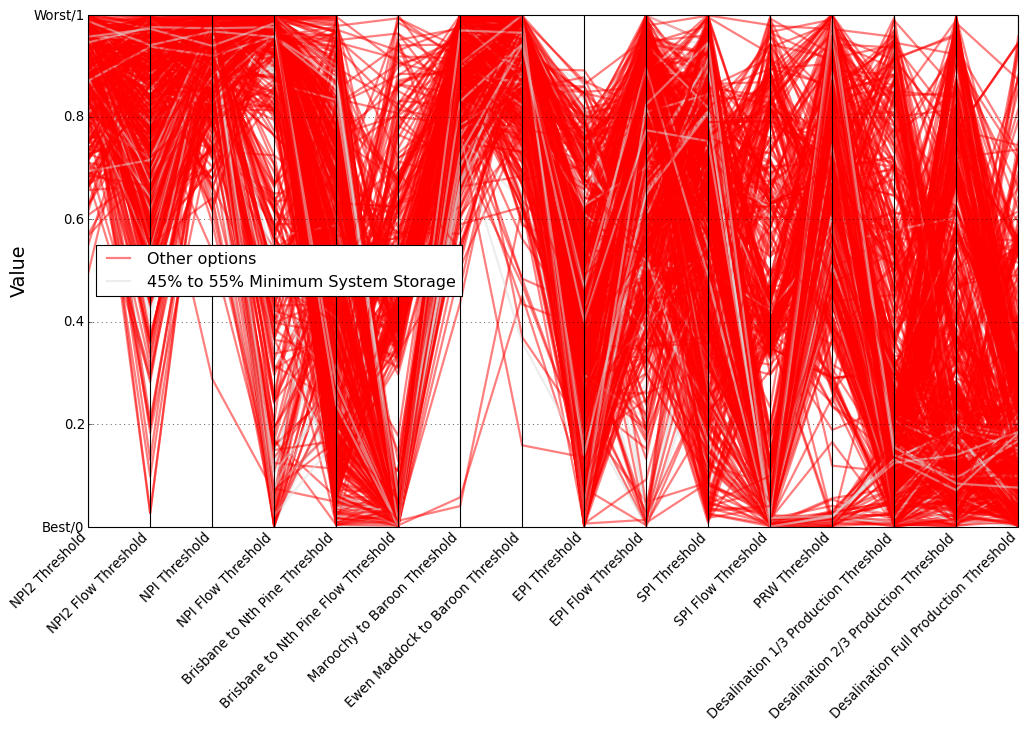 Worst/1
0.8
0.6
0.4
0.2
Best/0
Value
Other options
45% to 55% Minimum System Storage
NPI2 Threshold
NPI2 Flow Threshold
NPI Threshold
NPI Flow Threshold
Brisbane to Nth Pine Threshold
Brisbane to Nth Pine Flow Threshold
Maroochy to Baroon Threshold
Ewen Maddock to Baroon Threshold
EPI Threshold
EPI Flow Threshold
SPI Threshold
SPI Flow Threshold
PRW Threshold
Desalination 1/3 Production Threshold
Desalination 2/3 Production Threshold
Desalination Full Production Threshold